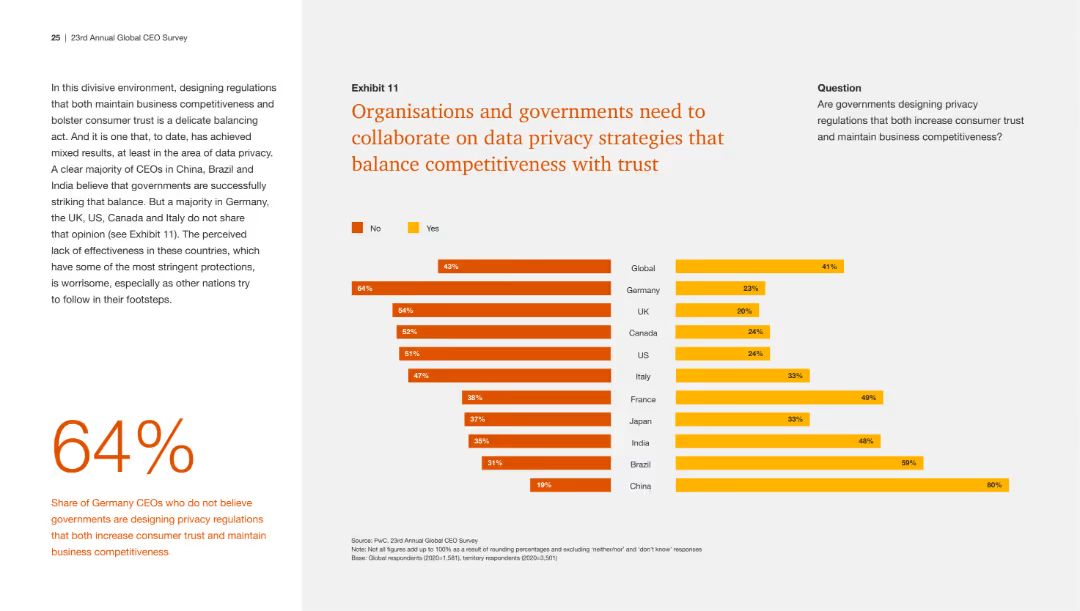 25 | 23rd Annual Global CEO Survey
In this divisive environment, designing regulations
that both maintain business competitiveness and
bolster consumer trust is a delicate balancing
act. And it is one that, to date, has achieved
mixed results, at least in the area of data privacy.
A clear majority of CEOs in China, Brazil and
India believe that governments are successfully
striking that balance. But a majority in Germany,
the UK, US, Canada and Italy do not share
that opinion (see Exhibit 11). The perceived
lack of effectiveness in these countries, which
have some of the most stringent protections,
is worrisome, especially as other nations try
to follow in their footsteps.
64%
Share of Germany CEOs who do not believe
governments are designing privacy regulations
that both increase consumer trust and maintain
business competitiveness
Exhibit 11
Organisations and governments need to
collaborate on data privacy strategies that
balance competitiveness with trust
Question
Are governments designing privacy
regulations that both increase consumer trust
and maintain business competitiveness?
No Yes
43% Global 41%
64% Germany 23%
54% UK 20%
52% Canada 24%
51% US 24%
47% Italy 33%
38% France 49%
37% Japan 33%
35% India 48%
31% Brazil 59%
19% China 80%
Source: PwC, 23rd Annual Global CEO Survey
Note: Not all figures add up to 100% as a result of rounding percentages and excluding 'neither/nor' and 'don't know' responses
Base: Global respondents (2020=1,581), territory respondents (2020=3,501)